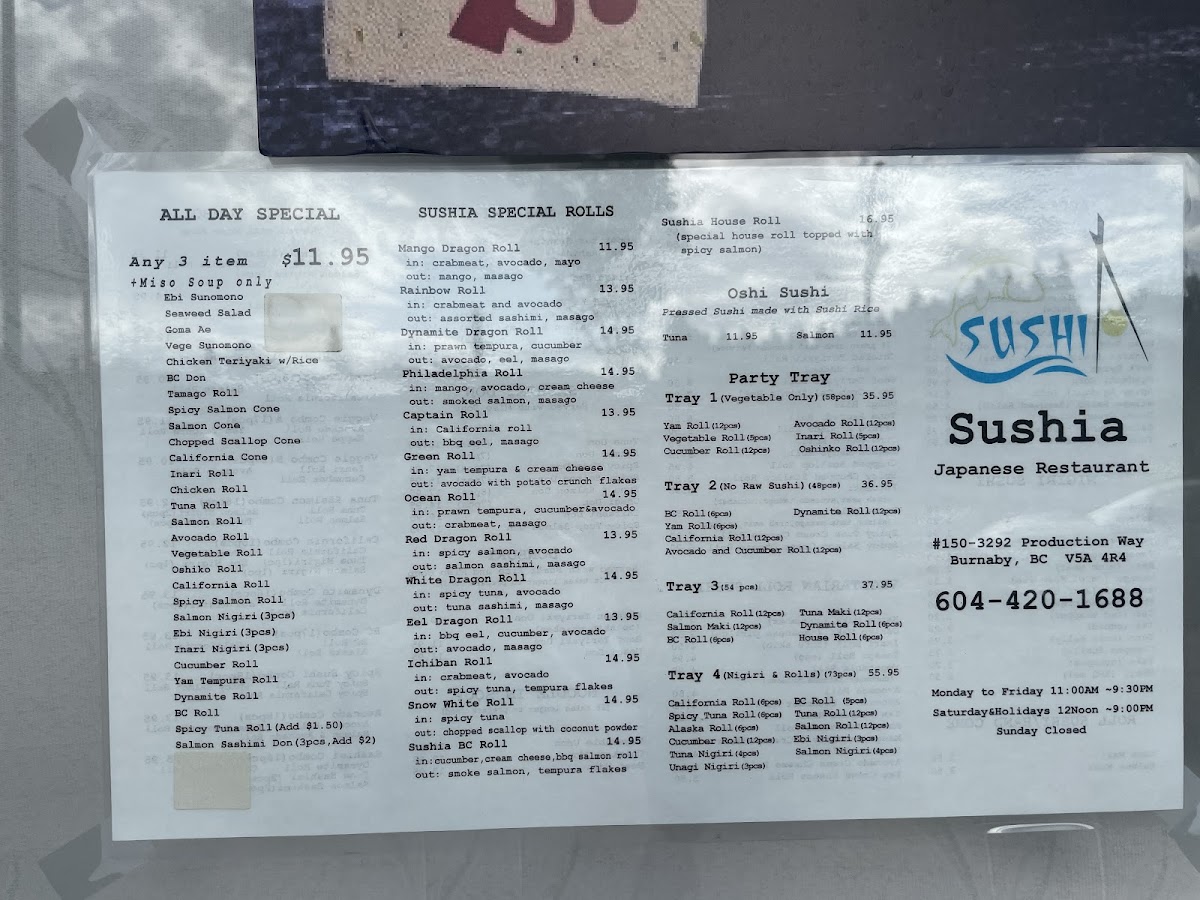 ALL DAY SPECIAL
Any 3 item $11.95
+Miso Soup only
Ebi Sunomono
Seaweed Salad
Goma Ae
Vege Sunomono
Chicken Teriyaki w/Rice
BC Don
Tamago Roll
Spicy Salmon Cone
Salmon Cone
Chopped Scallop Cone
California Cone
Inari Roll
Chicken Roll
Tuna Roll
Salmon Roll
Avocado Roll
Vegetable Roll
Oshiko Roll
California Roll
Spicy Salmon Roll
Salmon Nigiri(3pcs)
Ebi Nigiri(3pcs)
Inari Nigiri(3pcs)
Cucumber Roll
Yam Tempura Roll
Dynamite Roll
BC Roll
Spicy Tuna Roll(Add $1.50)
Salmon Sashimi Don(3pcs,Add $2)
SUSHIA SPECIAL ROLLS
Mango Dragon Roll 11.95
in: crabmeat, avocado, mayo
out: mango, masago
Rainbow Roll 13.95
in: crabmeat and avocado
out: assorted sashimi, masago
Dynamite Dragon Roll 14.95
in: prawn tempura, cucumber
out: avocado, eel, masago
Philadelphia Roll 14.95
in: mango, avocado, cream cheese
out: smoked salmon, masago
Captain Roll 13.95
in: California roll
out: bbq eel, masago
Green Roll 14.95
in: yam tempura & cream cheese
out: avocado with potato crunch flakes
Ocean Roll 14.95
in: prawn tempura, cucumber&avocado
out: crabmeat, masago
Red Dragon Roll 13.95
in: spicy salmon, avocado
out: salmon sashimi, masago
White Dragon Roll 14.95
in: spicy tuna, avocado
out: tuna sashimi, masago
Eel Dragon Roll 13.95
in: bbq eel, cucumber, avocado
out: avocado, masago
Ichiban Roll 14.95
in: crabmeat, avocado
out: spicy tuna, tempura flakes
Snow White Roll 14.95
in: spicy tuna
out: chopped scallop with coconut powder
Sushia BC Roll 14.95
in:cucumber,cream cheese,bbq salmon roll
out: smoke salmon, tempura flakes
Sushia House Roll 16.95
(special house roll topped with
spicy salmon)
Oshi Sushi
Pressed Sushi made with Sushi Rice
Tuna 11.95 Salmon 11.95
Party Tray
Tray 1(Vegetable Only)(58pcs) 35.95
Yam Roll(12pcs) Avocado Roll(12pcs)
Vegetable Roll(5pcs) Inari Roll(5pcs)
Cucumber Roll(12pcs) Oshinko Roll(12pcs)
Tray 2(No Raw Sushi)(48pcs) 36.95
BC Roll(6pcs) Dynamite Roll(12pcs)
Yam Roll(6pcs)
California Roll(12pcs)
Avocado and Cucumber Roll(12pcs)
Tray 3(54 pcs) 37.95
California Roll(12pcs) Tuna Maki(12pcs)
Salmon Maki(12pcs) Dynamite Roll(6pcs)
BC Roll(6pcs) House Roll(6pcs)
Tray 4(Nigiri & Rolls)(73pcs) 55.95
California Roll(6pcs) BC Roll (5pcs)
Spicy Tuna Roll(6pcs) Tuna Roll(12pcs)
Alaska Roll(6pcs) Salmon Roll(12pcs)
Cucumber Roll(12pcs) Ebi Nigiri(3pcs)
Tuna Nigiri(4pcs) Salmon Nigiri(4pcs)
Unagi Nigiri(3pcs)
SUSHI
Sushia
Japanese Restaurant
#150-3292 Production Way
Burnaby, BC V5A 4R4
604-420-1688
Monday to Friday 11:00AM ~9:30PM
Saturday&Holidays 12Noon ~9:00PM
Sunday Closed